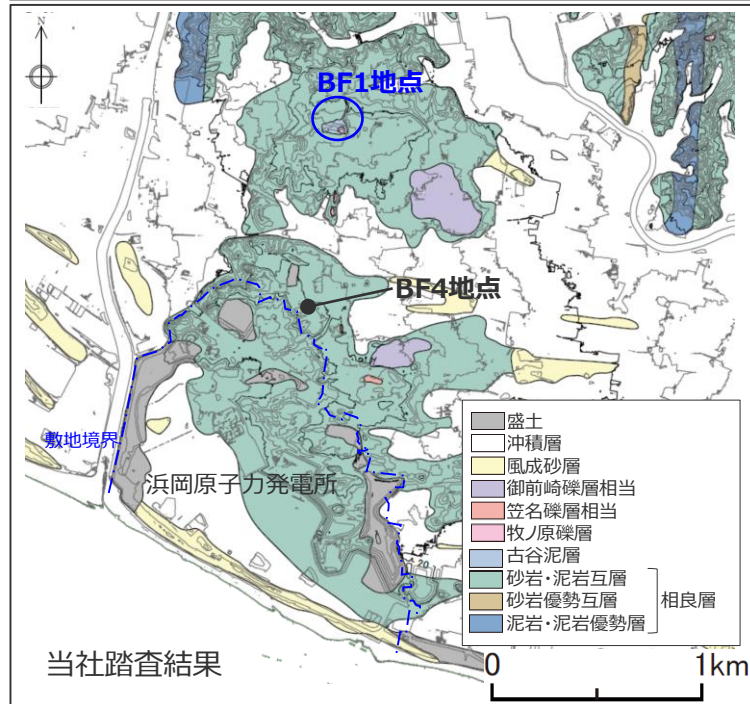 N
BF1地点
BF4地点
敷地境界
浜岡原子力発電所
盛土
沖積層
風成砂層
御前崎礫層相当
笠名礫層相当
牧ノ原礫層
古谷泥層
砂岩・泥岩互層
砂岩優勢互層 相良層
泥岩・泥岩優勢層
当社踏査結果
0 1km